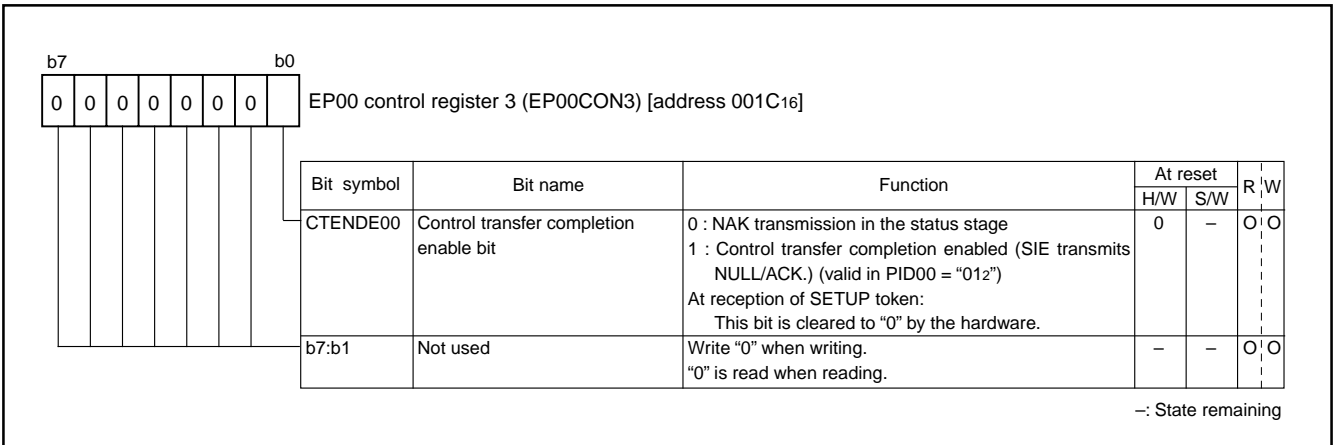 b7 b0
0 0 0 0 0 0 0
EP00 control register 3 (EP00CON3) [address 001C16]
Bit symbol Bit name Function At reset R W
H/W S/W
CTENDE00 Control transfer completion 0 : NAK transmission in the status stage 0 – O O
enable bit 1 : Control transfer completion enabled (SIE transmits
NULL/ACK.) (valid in PID00 = “012”)
At reception of SETUP token:
This bit is cleared to “0” by the hardware.
b7:b1 Not used Write “0” when writing. – – O O
“0” is read when reading.
–: State remaining